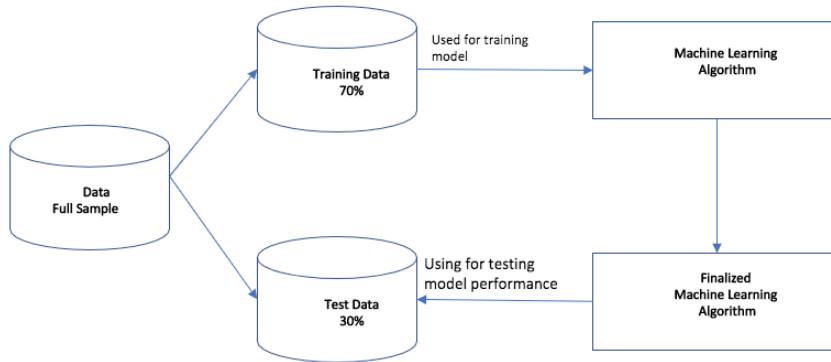 Training Data
70%
Used for training
model
Machine Learning
Algorithm
Data
Full Sample
Test Data
30%
Using for testing
model performance
Finalized
Machine Learning
Algorithm